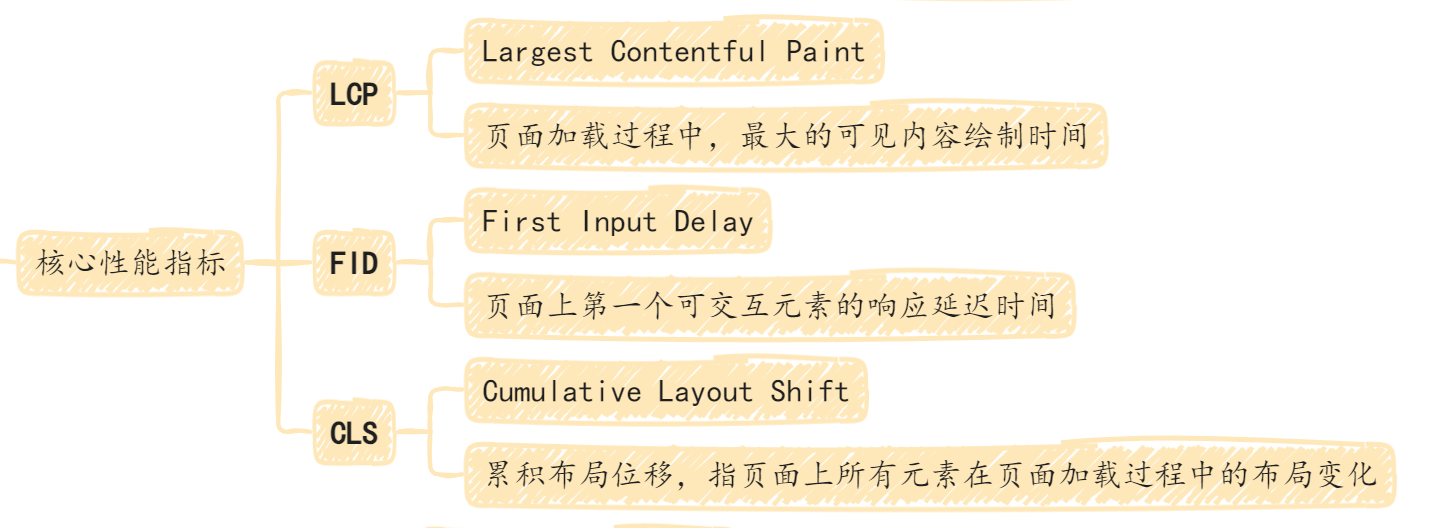 核心性能指标
LCP
Largest Contentful Paint
页面加载过程中，最大的可见内容绘制时间
FID
First Input Delay
页面上第一个可交互元素的响应延迟时间
CLS
Cumulative Layout Shift
累积布局位移，指页面上所有元素在页面加载过程中的布局变化